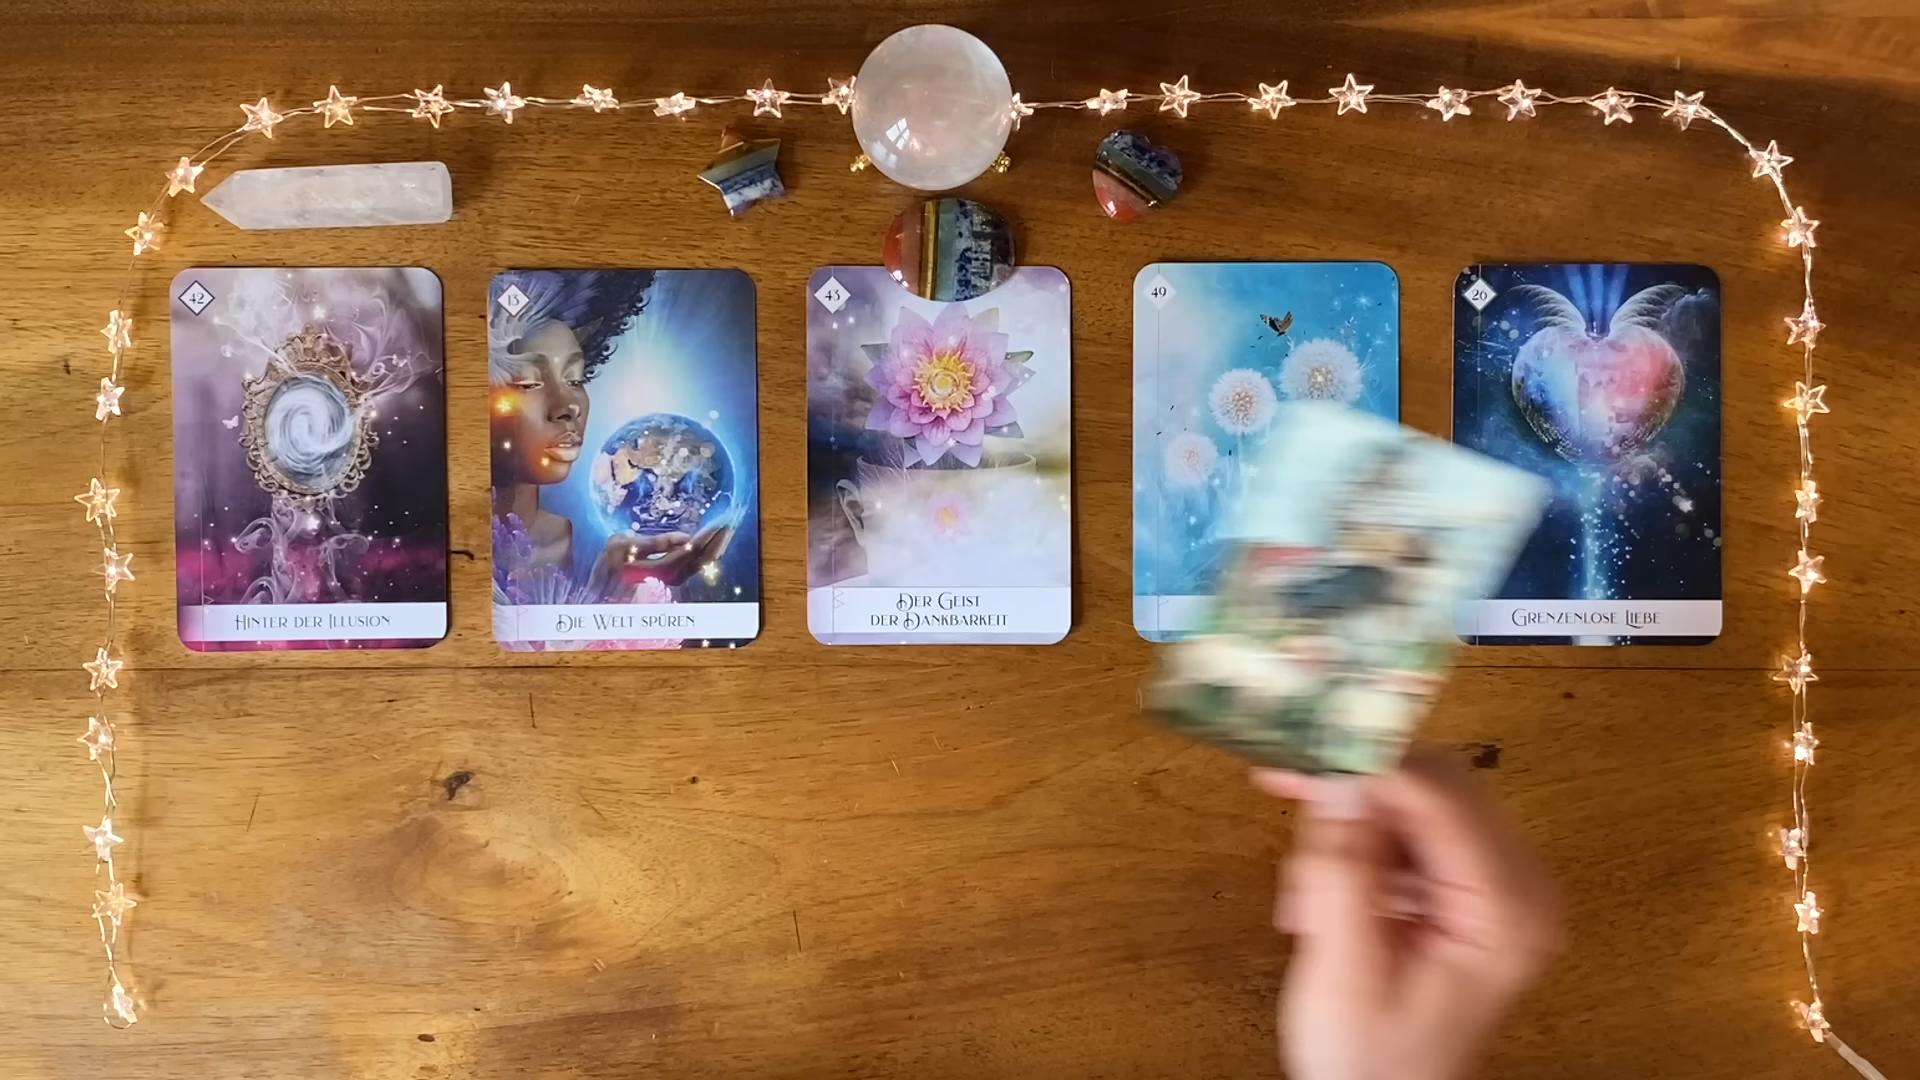 42
HINTER DER ILLUSION
13
DIE WELT SPÜREN
43
DER GEIST
DER DANKBARKEIT
49
26
GRENZENLOSE LIEBE